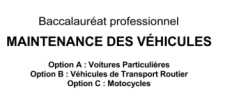 Baccalauréat professionnel
MAINTENANCE DES VÉHICULES
Option A : Voitures Particulières
Option B : Véhicules de Transport Routier
Option C : Motocycles